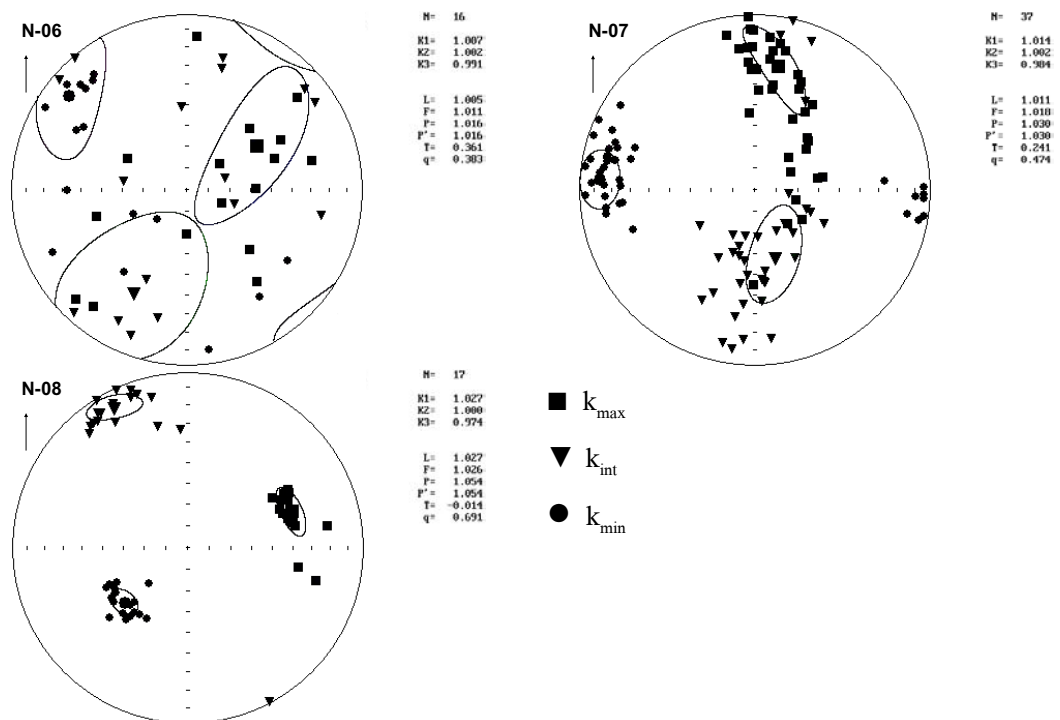 N-06
N= 16
K1= 1.007
K2= 1.002
K3= 0.991
L= 1.005
F= 1.011
P= 1.016
P'= 1.016
T= 0.361
q= 0.383
N-07
N= 37
K1= 1.014
K2= 1.002
K3= 0.984
L= 1.011
F= 1.018
P= 1.030
P'= 1.030
T= 0.241
q= 0.474
N-08
N= 17
K1= 1.027
K2= 1.000
K3= 0.974
L= 1.027
F= 1.026
P= 1.054
P'= 1.054
T= -0.014
q= 0.691
kmax
kint
kmin